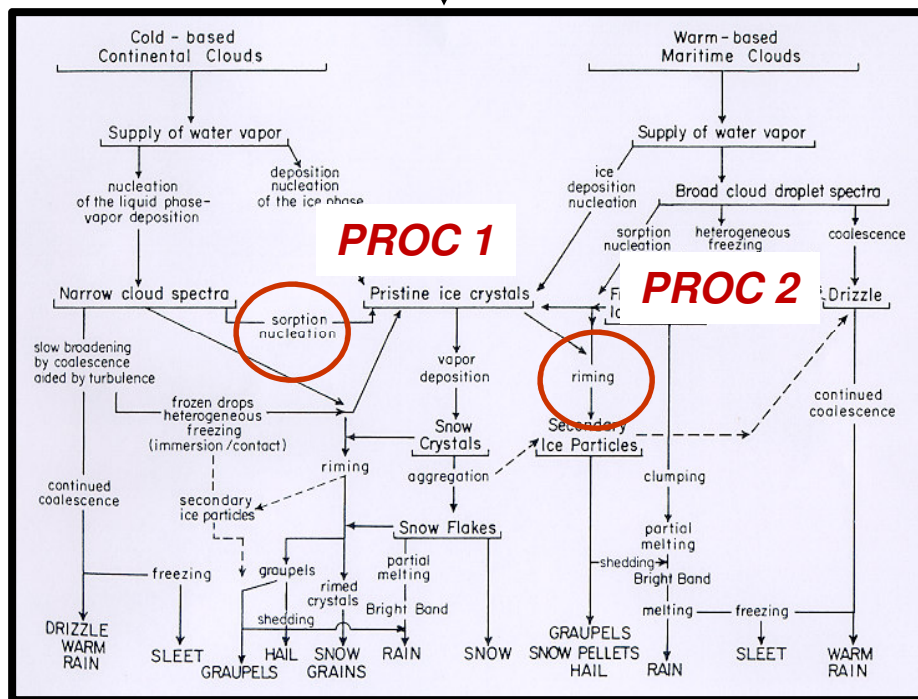 Cold - based
Continental Clouds
Warm - based
Maritime Clouds
Supply of water vapor
Supply of water vapor
nucleation
of the liquid phase-
vapor deposition
deposition
nucleation
of the ice phase
ice
deposition
nucleation
Broad cloud droplet spectra
sorption
nucleation
heterogeneous
freezing
coalescence
PROC 1
PROC 2
Narrow cloud spectra
Pristine ice crystals
Drizzle
sorption
nucleation
slow broadening
by coalescence
aided by turbulence
vapor
deposition
riming
frozen drops
heterogeneous
freezing
(immersion/contact)
continued
coalescence
Snow
Crystals
Secondary
Ice Particles
riming
aggregation
clumping
continued
coalescence
secondary
ice particles
Snow Flakes
partial
melting
freezing
graupels
rimed
crystals
partial
melting
Bright Band
shedding
Bright Band
shedding
melting
freezing
DRIZZLE
WARM
RAIN
SLEET
GRAUPELS
HAIL
SNOW
GRAINS
RAIN
SNOW
GRAUPELS
SNOW PELLETS
HAIL
RAIN
SLEET
WARM
RAIN